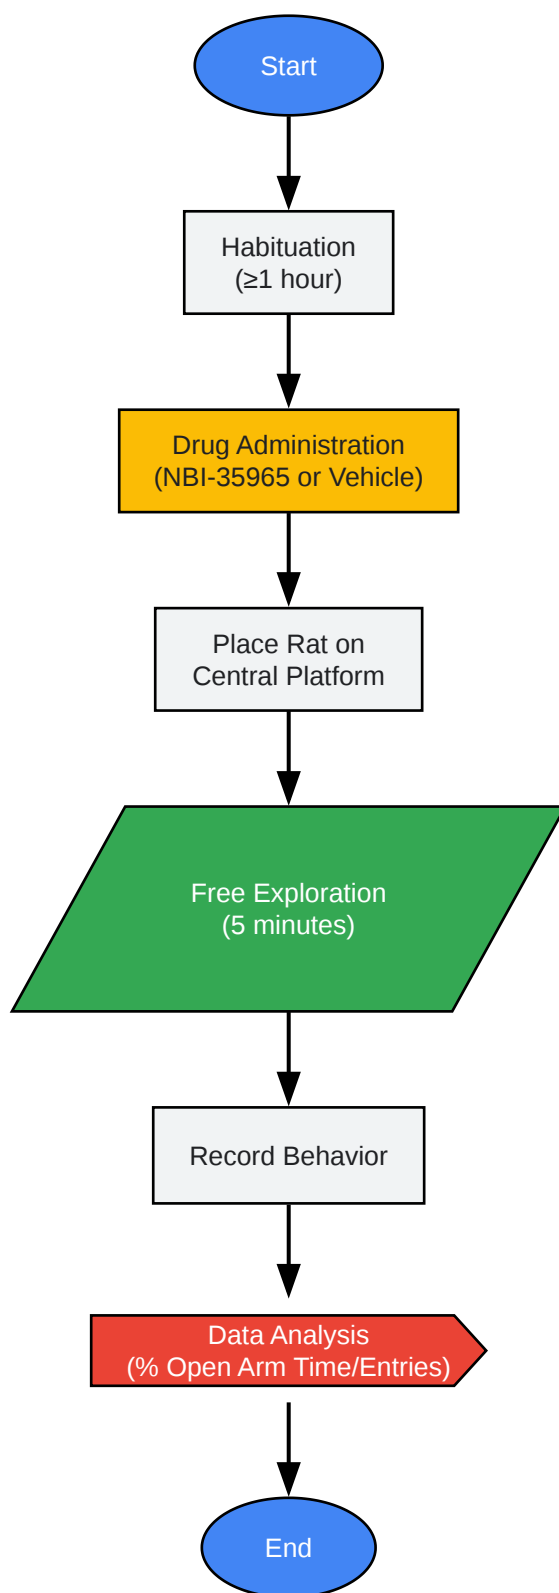 Start
Habituation
(≥1 hour)
Drug Administration
(NBI-35965 or Vehicle)
Place Rat on
Central Platform
Free Exploration
(5 minutes)
Record Behavior
Data Analysis
(% Open Arm Time/Entries)
End